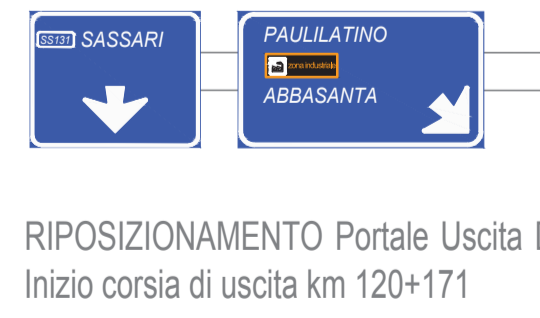 SS131 SASSARI
PAULILATINO
zona industriale
ABBASANTA
RIPOSIZIONAMENTO Portale Uscita
Inizio corsia di uscita km 120+171